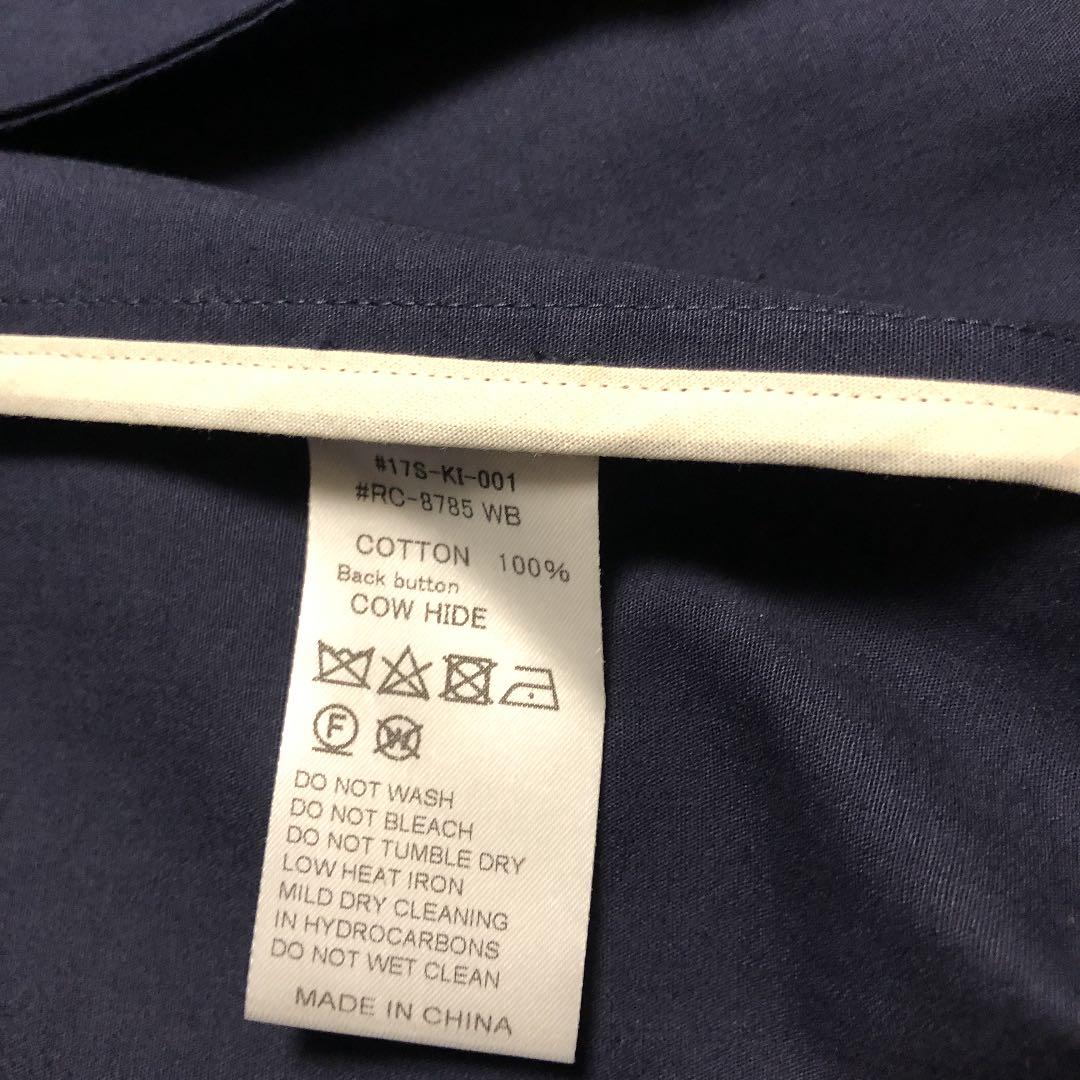 #17S-KI-001
#RC-8785 WB
COTTON 100%
Back button
COW HIDE
F W
DO NOT WASH
DO NOT BLEACH
DO NOT TUMBLE DRY
LOW HEAT IRON
MILD DRY CLEANING
IN HYDROCARBONS
DO NOT WET CLEAN
MADE IN CHINA